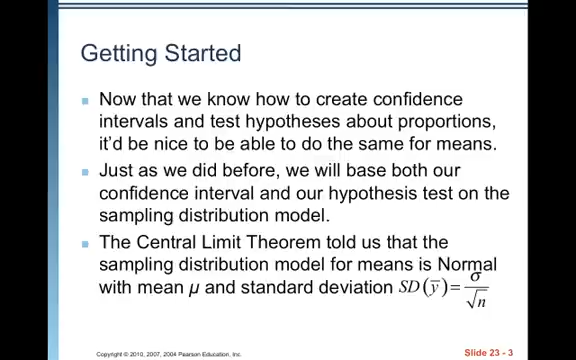 Getting Started
Now that we know how to create confidence
intervals and test hypotheses about proportions,
it'd be nice to be able to do the same for means.
Just as we did before, we will base both our
confidence interval and our hypothesis test on the
sampling distribution model.
The Central Limit Theorem told us that the
sampling distribution model for means is Normal
with mean μ and standard deviation SD(ȳ) = σ/√n
Copyright © 2010, 2007, 2004 Pearson Education, Inc.
Slide 23 - 3